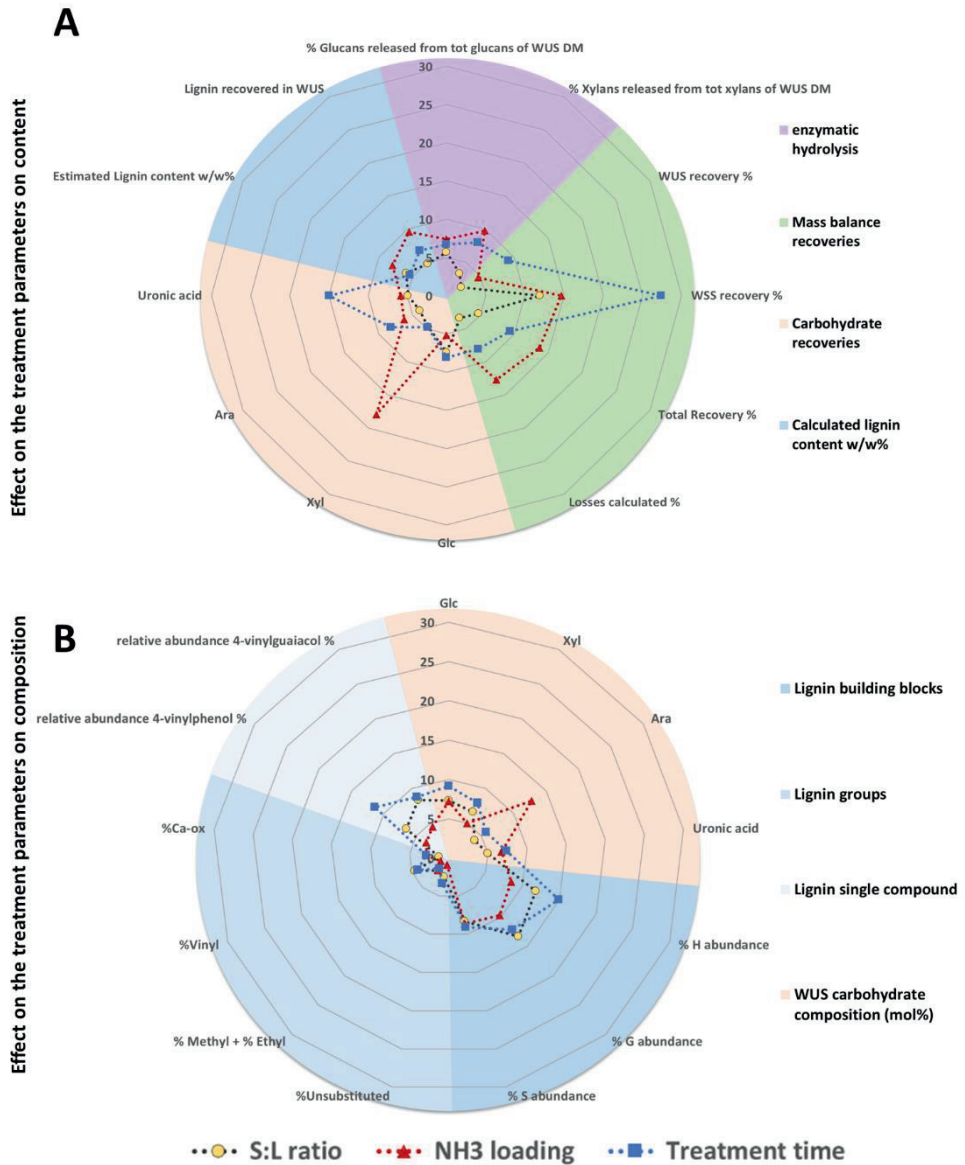 A
Effect on the treatment parameters on content
% Glucans released from tot glucans of WUS DM
% Xylans released from tot xylans of WUS DM
WUS recovery %
WSS recovery %
Total Recovery %
Losses calculated %
Glc
Xyl
Ara
Uronic acid
Estimated Lignin content w/w%
Lignin recovered in WUS
30
25
20
15
10
5
0
enzymatic
hydrolysis
Mass balance
recoveries
Carbohydrate
recoveries
Calculated lignin
content w/w%
B
Effect on the treatment parameters on composition
Glc
Xyl
Ara
Uronic acid
% H abundance
% G abundance
% S abundance
%Unsubstituted
% Methyl + % Ethyl
%Vinyl
%Ca-ox
relative abundance 4-vinylphenol %
relative abundance 4-vinylguaiacol %
30
25
20
15
10
5
0
Lignin building blocks
Lignin groups
Lignin single compound
WUS carbohydrate
composition (mol%)
S:L ratio
NH3 loading
Treatment time